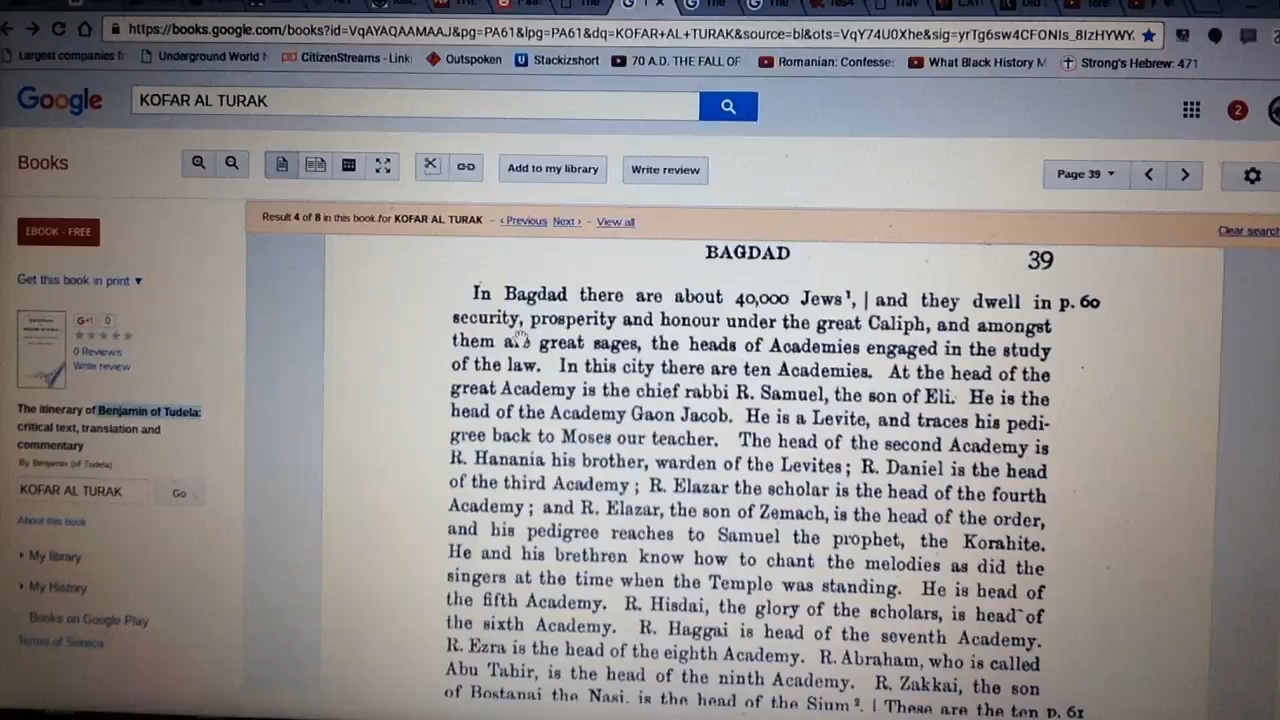 https://books.google.com/books?id=VqAYAQAAMAAJ&pg=PA61&lpg=PA61&dq=KOFAR+AL+TURAK&source=bl&ots=VqY74U0Xhe&sig=yrTg6sw4CFONIs_8IzHYWY.
Largest companies Underground World CitizenStreams - Link Outspoken Stackizshort 70 A.D. THE FALL OF Romanian: Confesse: What Black History M Strong's Hebrew: 471
Google KOFAR AL TURAK 2
Books Add to my library Write review Page 39
EBOOK - FREE
Result 4 of 8 in this book for KOFAR AL TURAK - ‹ Previous Next › - View all
Clear search
Get this book in print ▼
G+1 0
0 Reviews
Write review
The itinerary of Benjamin of Tudela:
critical text, translation and
commentary
By Benjamin (of Tudela)
KOFAR AL TURAK Go
About this book
My library
My History
Books on Google Play
Terms of Service
BAGDAD 39
In Bagdad there are about 40,000 Jews¹, | and they dwell in p. 60
security, prosperity and honour under the great Caliph, and amongst
them great sages, the heads of Academies engaged in the study
of the law. In this city there are ten Academies. At the head of the
great Academy is the chief rabbi R. Samuel, the son of Eli. He is the
head of the Academy Gaon Jacob. He is a Levite, and traces his pedi-
gree back to Moses our teacher. The head of the second Academy is
R. Hanania his brother, warden of the Levites; R. Daniel is the head
of the third Academy; R. Elazar the scholar is the head of the fourth
Academy; and R. Elazar, the son of Zemach, is the head of the order,
and his pedigree reaches to Samuel the prophet, the Korahite.
He and his brethren know how to chant the melodies as did the
singers at the time when the Temple was standing. He is head of
the fifth Academy. R. Hisdai, the glory of the scholars, is head of
the sixth Academy. R. Haggai is head of the seventh Academy.
R. Ezra is the head of the eighth Academy. R. Abraham, who is called
Abu Tahir, is the head of the ninth Academy. R. Zakkai, the son
of Bostanai the Nasi, is the head of the Sium². | These are the ten p. 61